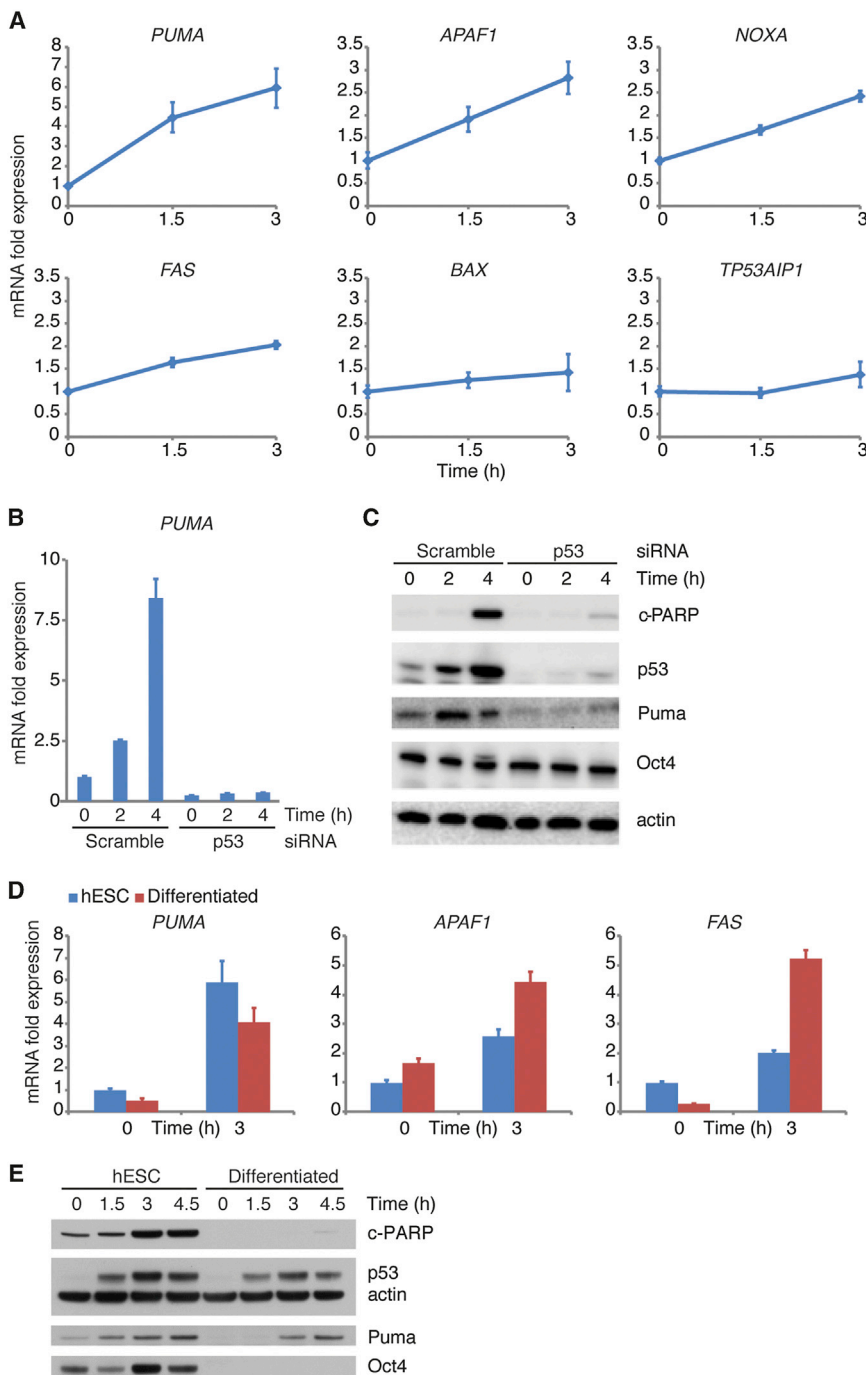 A
PUMA APAF1 NOXA
mRNA fold expression
8 7 6 5 4 3 2 1 0
0 1.5 3
3.5 3 2.5 2 1.5 1 0.5 0
0 1.5 3
3.5 3 2.5 2 1.5 1 0.5 0
0 1.5 3
FAS BAX TP53AIP1
3.5 3 2.5 2 1.5 1 0.5 0
0 1.5 3
3.5 3 2.5 2 1.5 1 0.5 0
0 1.5 3
3.5 3 2.5 2 1.5 1 0.5 0
0 1.5 3
Time (h)
B
PUMA
mRNA fold expression
10 7.5 5 2.5 0
0 2 4 0 2 4 Time (h)
Scramble p53 siRNA
C
Scramble p53 siRNA
0 2 4 0 2 4 Time (h)
c-PARP
p53
Puma
Oct4
actin
D
hESC Differentiated
PUMA APAF1 FAS
mRNA fold expression
8 7 6 5 4 3 2 1 0
0 Time (h) 3
6 5 4 3 2 1 0
0 Time (h) 3
6 5 4 3 2 1 0
0 Time (h) 3
E
hESC Differentiated
0 1.5 3 4.5 0 1.5 3 4.5 Time (h)
c-PARP
p53
actin
Puma
Oct4